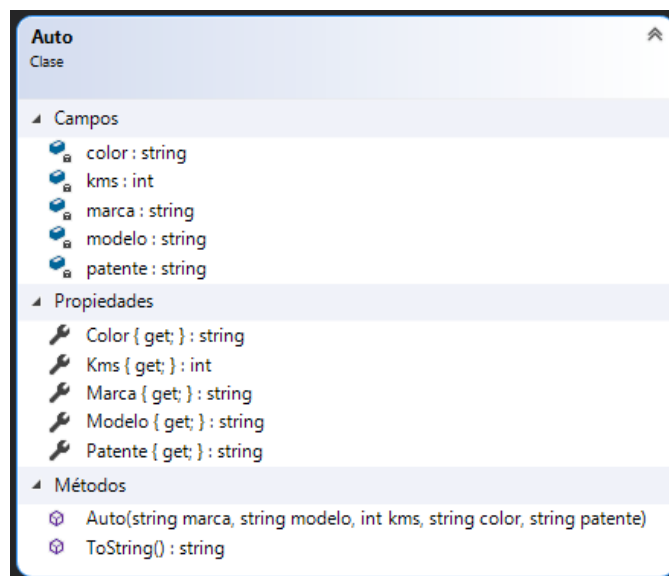 Auto
Clase
Campos
color : string
kms : int
marca : string
modelo : string
patente : string
Propiedades
Color { get; } : string
Kms { get; } : int
Marca { get; } : string
Modelo { get; } : string
Patente { get; } : string
Métodos
Auto(string marca, string modelo, int kms, string color, string patente)
ToString() : string